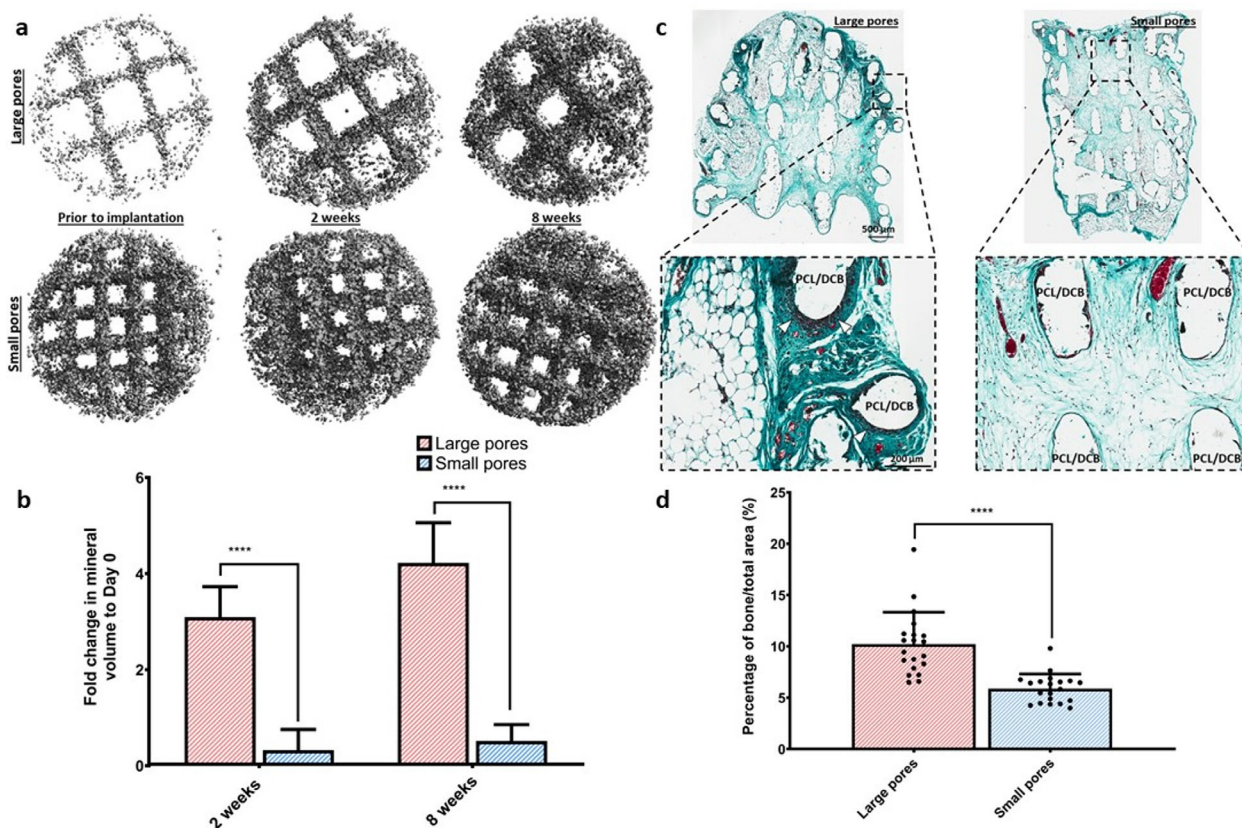 a
Large pores
Prior to implantation
2 weeks
8 weeks
Small pores
b
Large pores
Small pores
Fold change in mineral
volume to Day 0
6
4
2
0
****
****
2 weeks
8 weeks
c
Large pores
500 µm
Small pores
PCL/DCB
PCL/DCB
200 µm
PCL/DCB
PCL/DCB
PCL/DCB
PCL/DCB
d
Percentage of bone/total area (%)
25
20
15
10
5
0
****
Large pores
Small pores